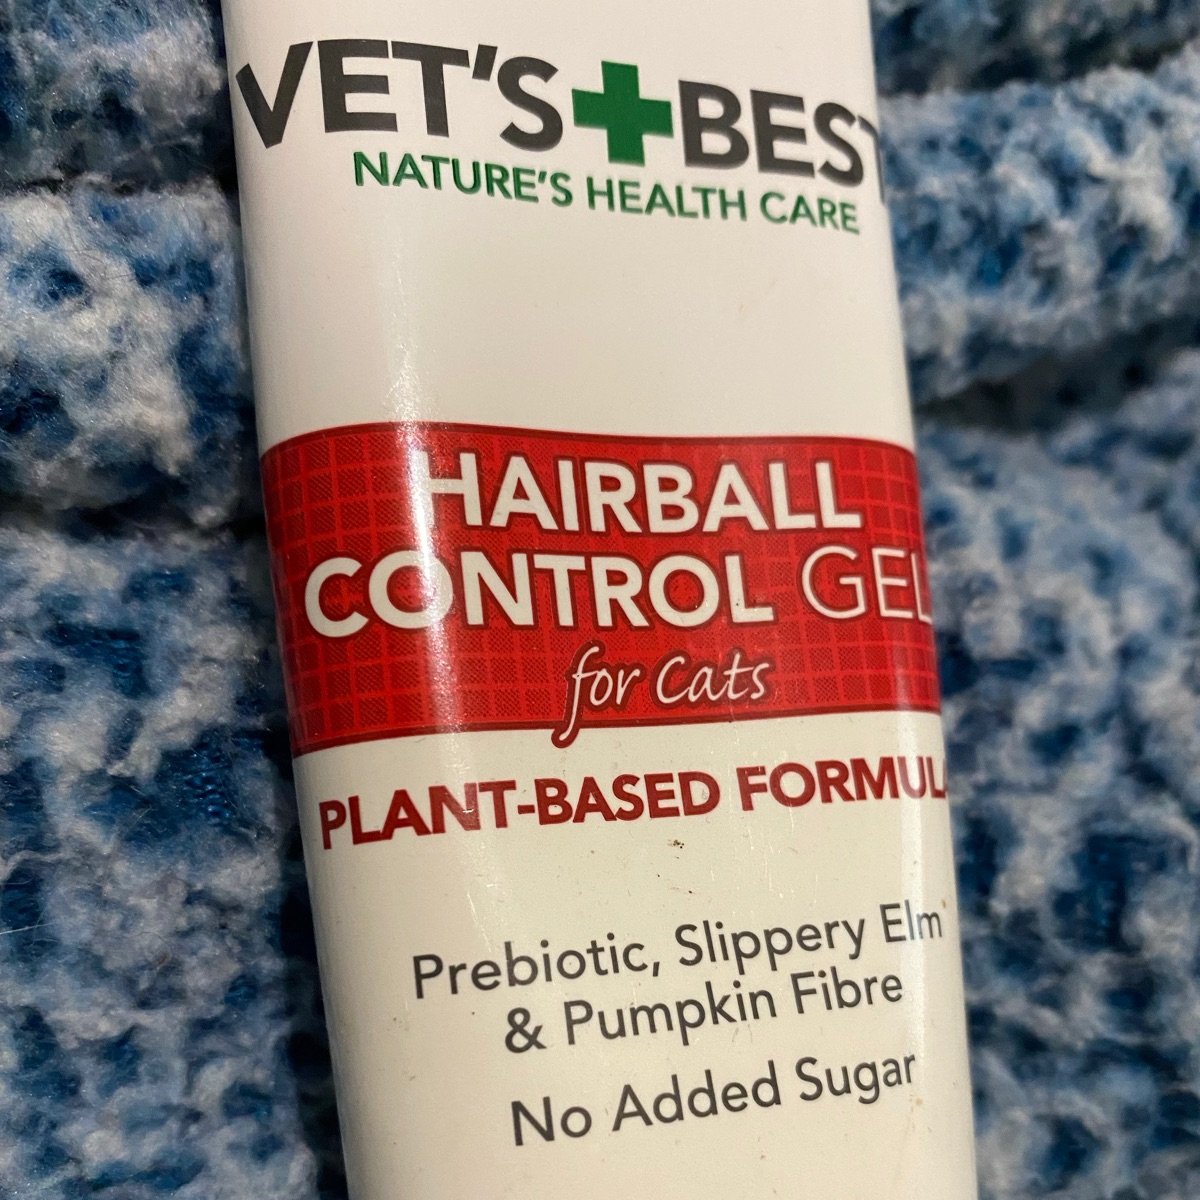 VET'S BEST
NATURE'S HEALTH CARE
HAIRBALL
CONTROL GEL
for Cats
PLANT-BASED FORMULA
Prebiotic, Slippery Elm
& Pumpkin Fibre
No Added Sugar